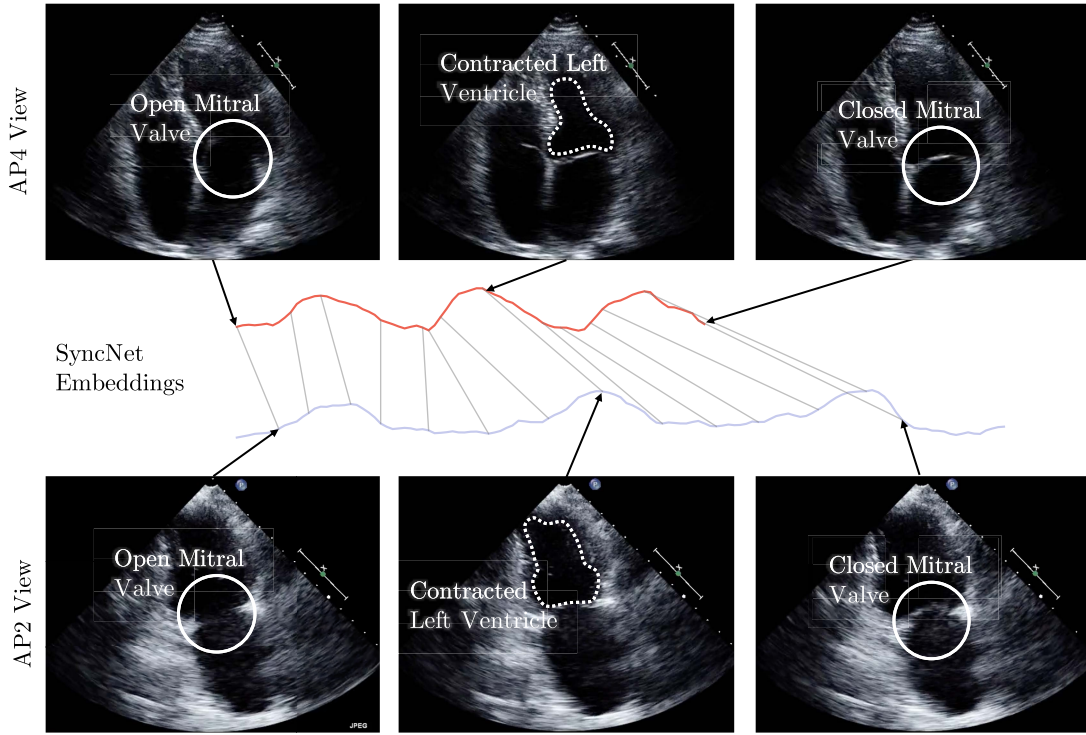 AP4 View
Open Mitral
Valve
Contracted Left
Ventricle
Closed Mitral
Valve
SyncNet
Embeddings
AP2 View
Open Mitral
Valve
Contracted
Left Ventricle
Closed Mitral
Valve
JPEG